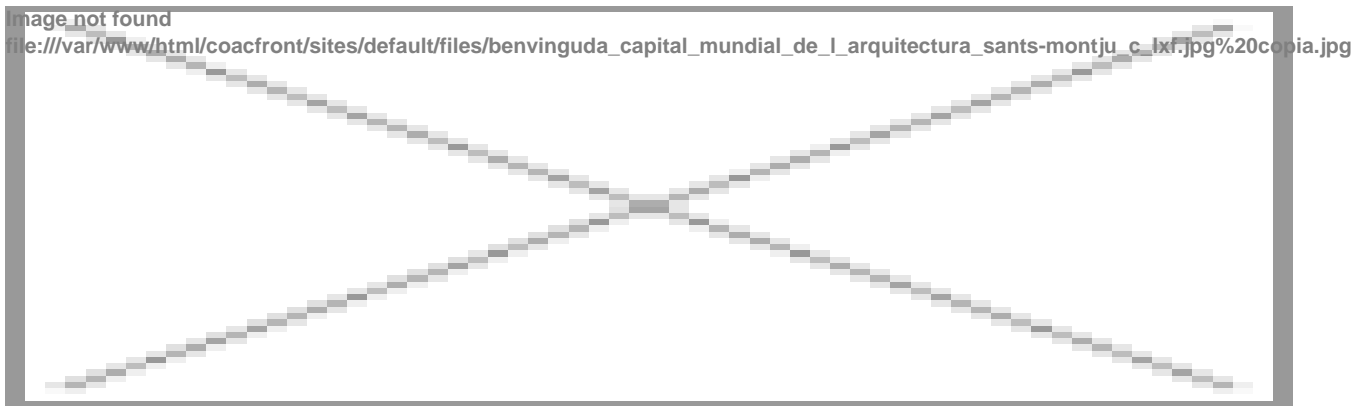 Image not found
file:///var/www/html/coacfront/sites/default/files/benvinguda_capital_mundial_de_l_arquitectura_sants-montju_c_lxf.jpg%20copia.jpg